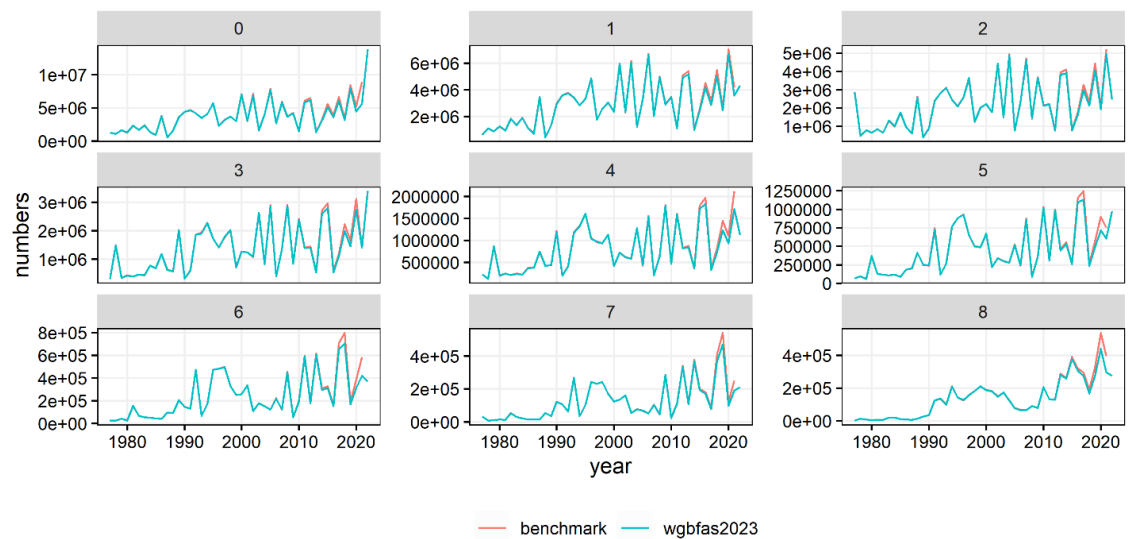 0 1 2
1e+07
5e+06
0e+00
6e+06
4e+06
2e+06
5e+06
4e+06
3e+06
2e+06
1e+06
3 4 5
3e+06
2e+06
1e+06
2000000
1500000
1000000
500000
1250000
1000000
750000
500000
250000
0
6 7 8
8e+05
6e+05
4e+05
2e+05
0e+00
4e+05
2e+05
0e+00
4e+05
2e+05
0e+00
1980 1990 2000 2010 2020 1980 1990 2000 2010 2020 1980 1990 2000 2010 2020
numbers
year
benchmark wgbfas2023